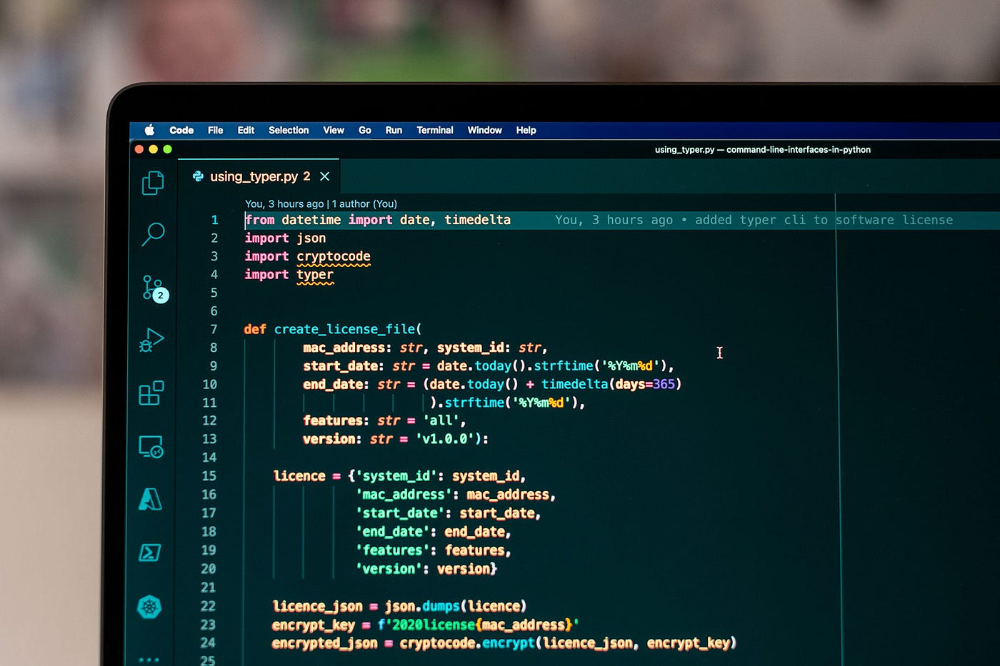 Code File Edit Selection View Go Run Terminal Window Help
using_typer.py — command-line-interfaces-in-python
using_typer.py 2
You, 3 hours ago | 1 author (You)
1 from datetime import date, timedelta You, 3 hours ago • added typer cli to software license
2 import json
3 import cryptocode
4 import typer
5
6
7 def create_license_file(
8 mac_address: str, system_id: str,
9 start_date: str = date.today().strftime('%Y%m%d'),
10 end_date: str = (date.today() + timedelta(days=365)
11 ).strftime('%Y%m%d'),
12 features: str = 'all',
13 version: str = 'v1.0.0'):
14
15 licence = {'system_id': system_id,
16 'mac_address': mac_address,
17 'start_date': start_date,
18 'end_date': end_date,
19 'features': features,
20 'version': version}
21
22 licence_json = json.dumps(licence)
23 encrypt_key = f'2020license{mac_address}'
24 encrypted_json = cryptocode.encrypt(licence_json, encrypt_key)
25
2